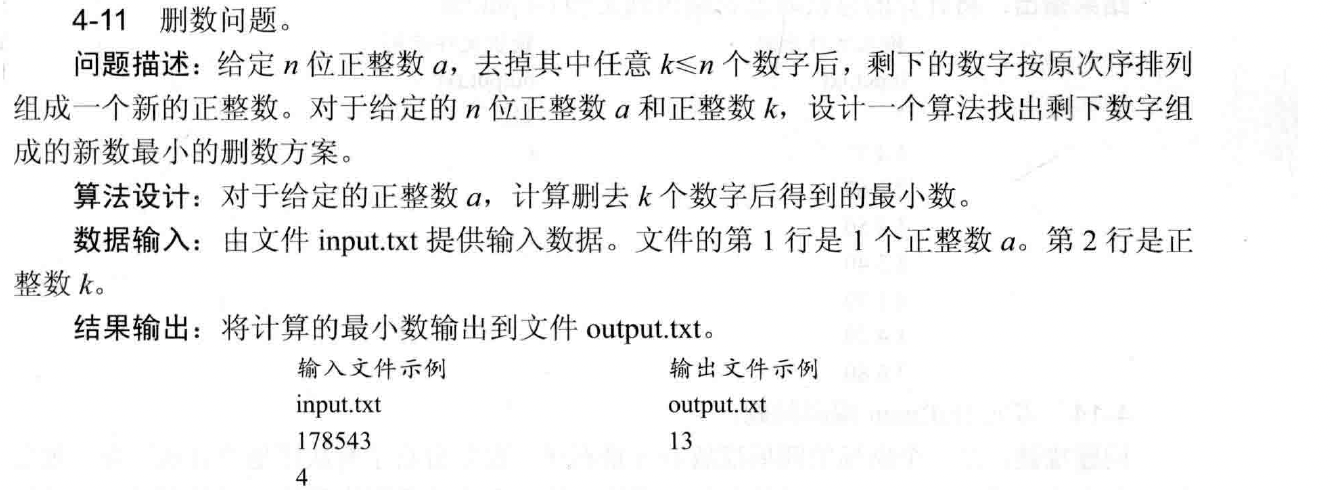 4-11 删数问题。
问题描述：给定 n 位正整数 a，去掉其中任意 k≤n 个数字后，剩下的数字按原次序排列
组成一个新的正整数。对于给定的 n 位正整数 a 和正整数 k，设计一个算法找出剩下数字组
成的新数最小的删数方案。
算法设计：对于给定的正整数 a，计算删去 k 个数字后得到的最小数。
数据输入：由文件 input.txt 提供输入数据。文件的第 1 行是 1 个正整数 a。第 2 行是正
整数 k。
结果输出：将计算的最小数输出到文件 output.txt。
输入文件示例 输出文件示例
input.txt output.txt
178543 13
4